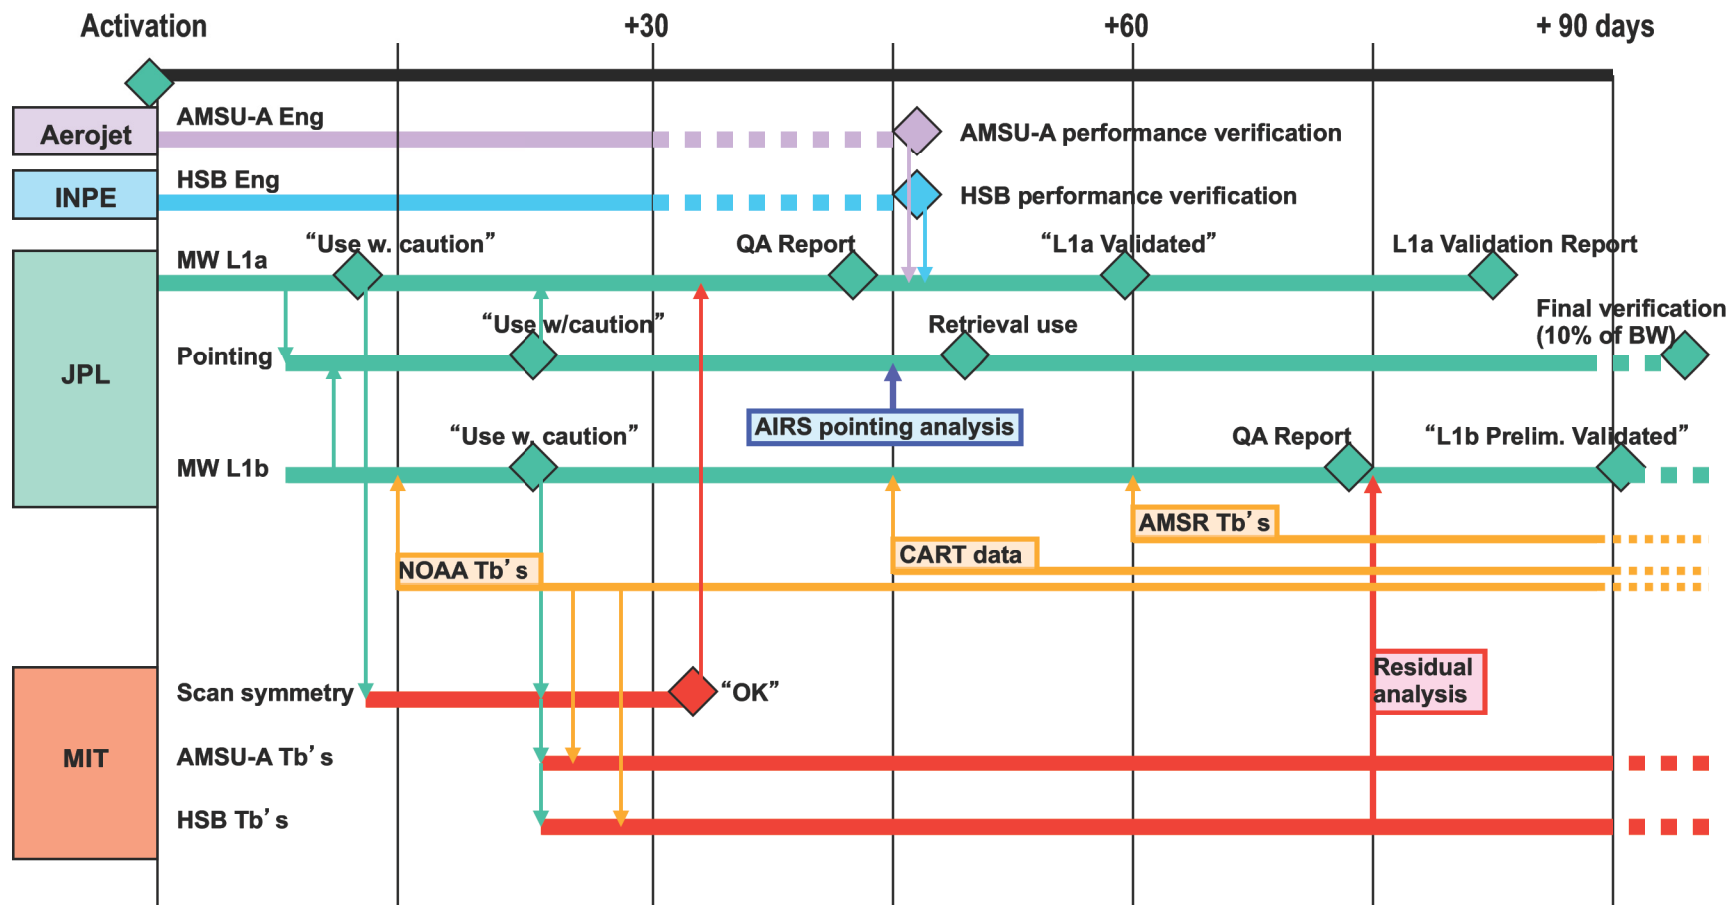 Activation
+30
+60
+ 90 days
Aerojet
AMSU-A Eng
AMSU-A performance verification
INPE
HSB Eng
HSB performance verification
JPL
MW L1a
“Use w. caution”
QA Report
“L1a Validated”
L1a Validation Report
Pointing
“Use w/caution”
Retrieval use
Final verification
(10% of BW)
AIRS pointing analysis
MW L1b
“Use w. caution”
QA Report
“L1b Prelim. Validated”
AMSR Tb’s
CART data
NOAA Tb’s
MIT
Scan symmetry
“OK”
Residual
analysis
AMSU-A Tb’s
HSB Tb’s